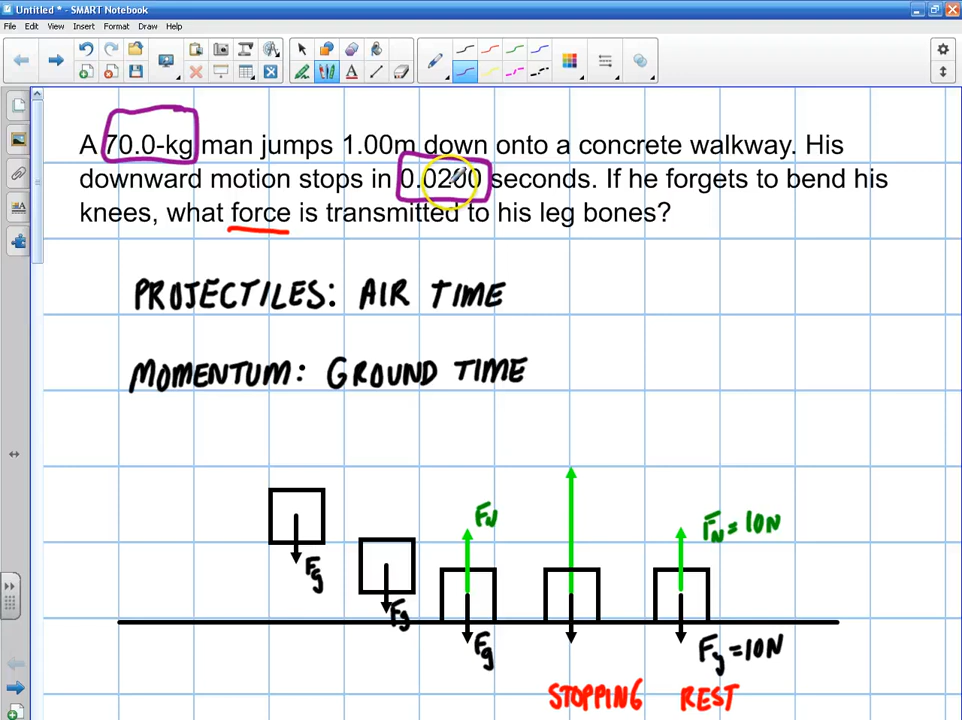 Untitled * - SMART Notebook
File Edit View Insert Format Draw Help
A 70.0-kg man jumps 1.00m down onto a concrete walkway. His
downward motion stops in 0.0200 seconds. If he forgets to bend his
knees, what force is transmitted to his leg bones?
PROJECTILES: AIR TIME
MOMENTUM: GROUND TIME
FN
FN = 10N
Fg
Fg
Fg
Fg = 10N
STOPPING REST